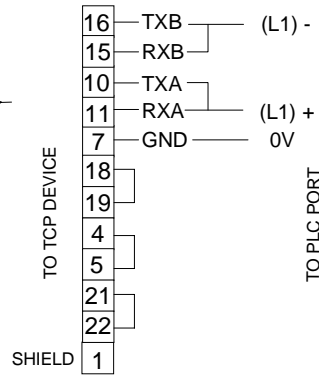 16 TXB (L1) -
15 RXB
10 TXA
11 RXA (L1) +
7 GND 0V
18
19
4
5
21
22
SHIELD 1
TO TCP DEVICE
TO PLC PORT